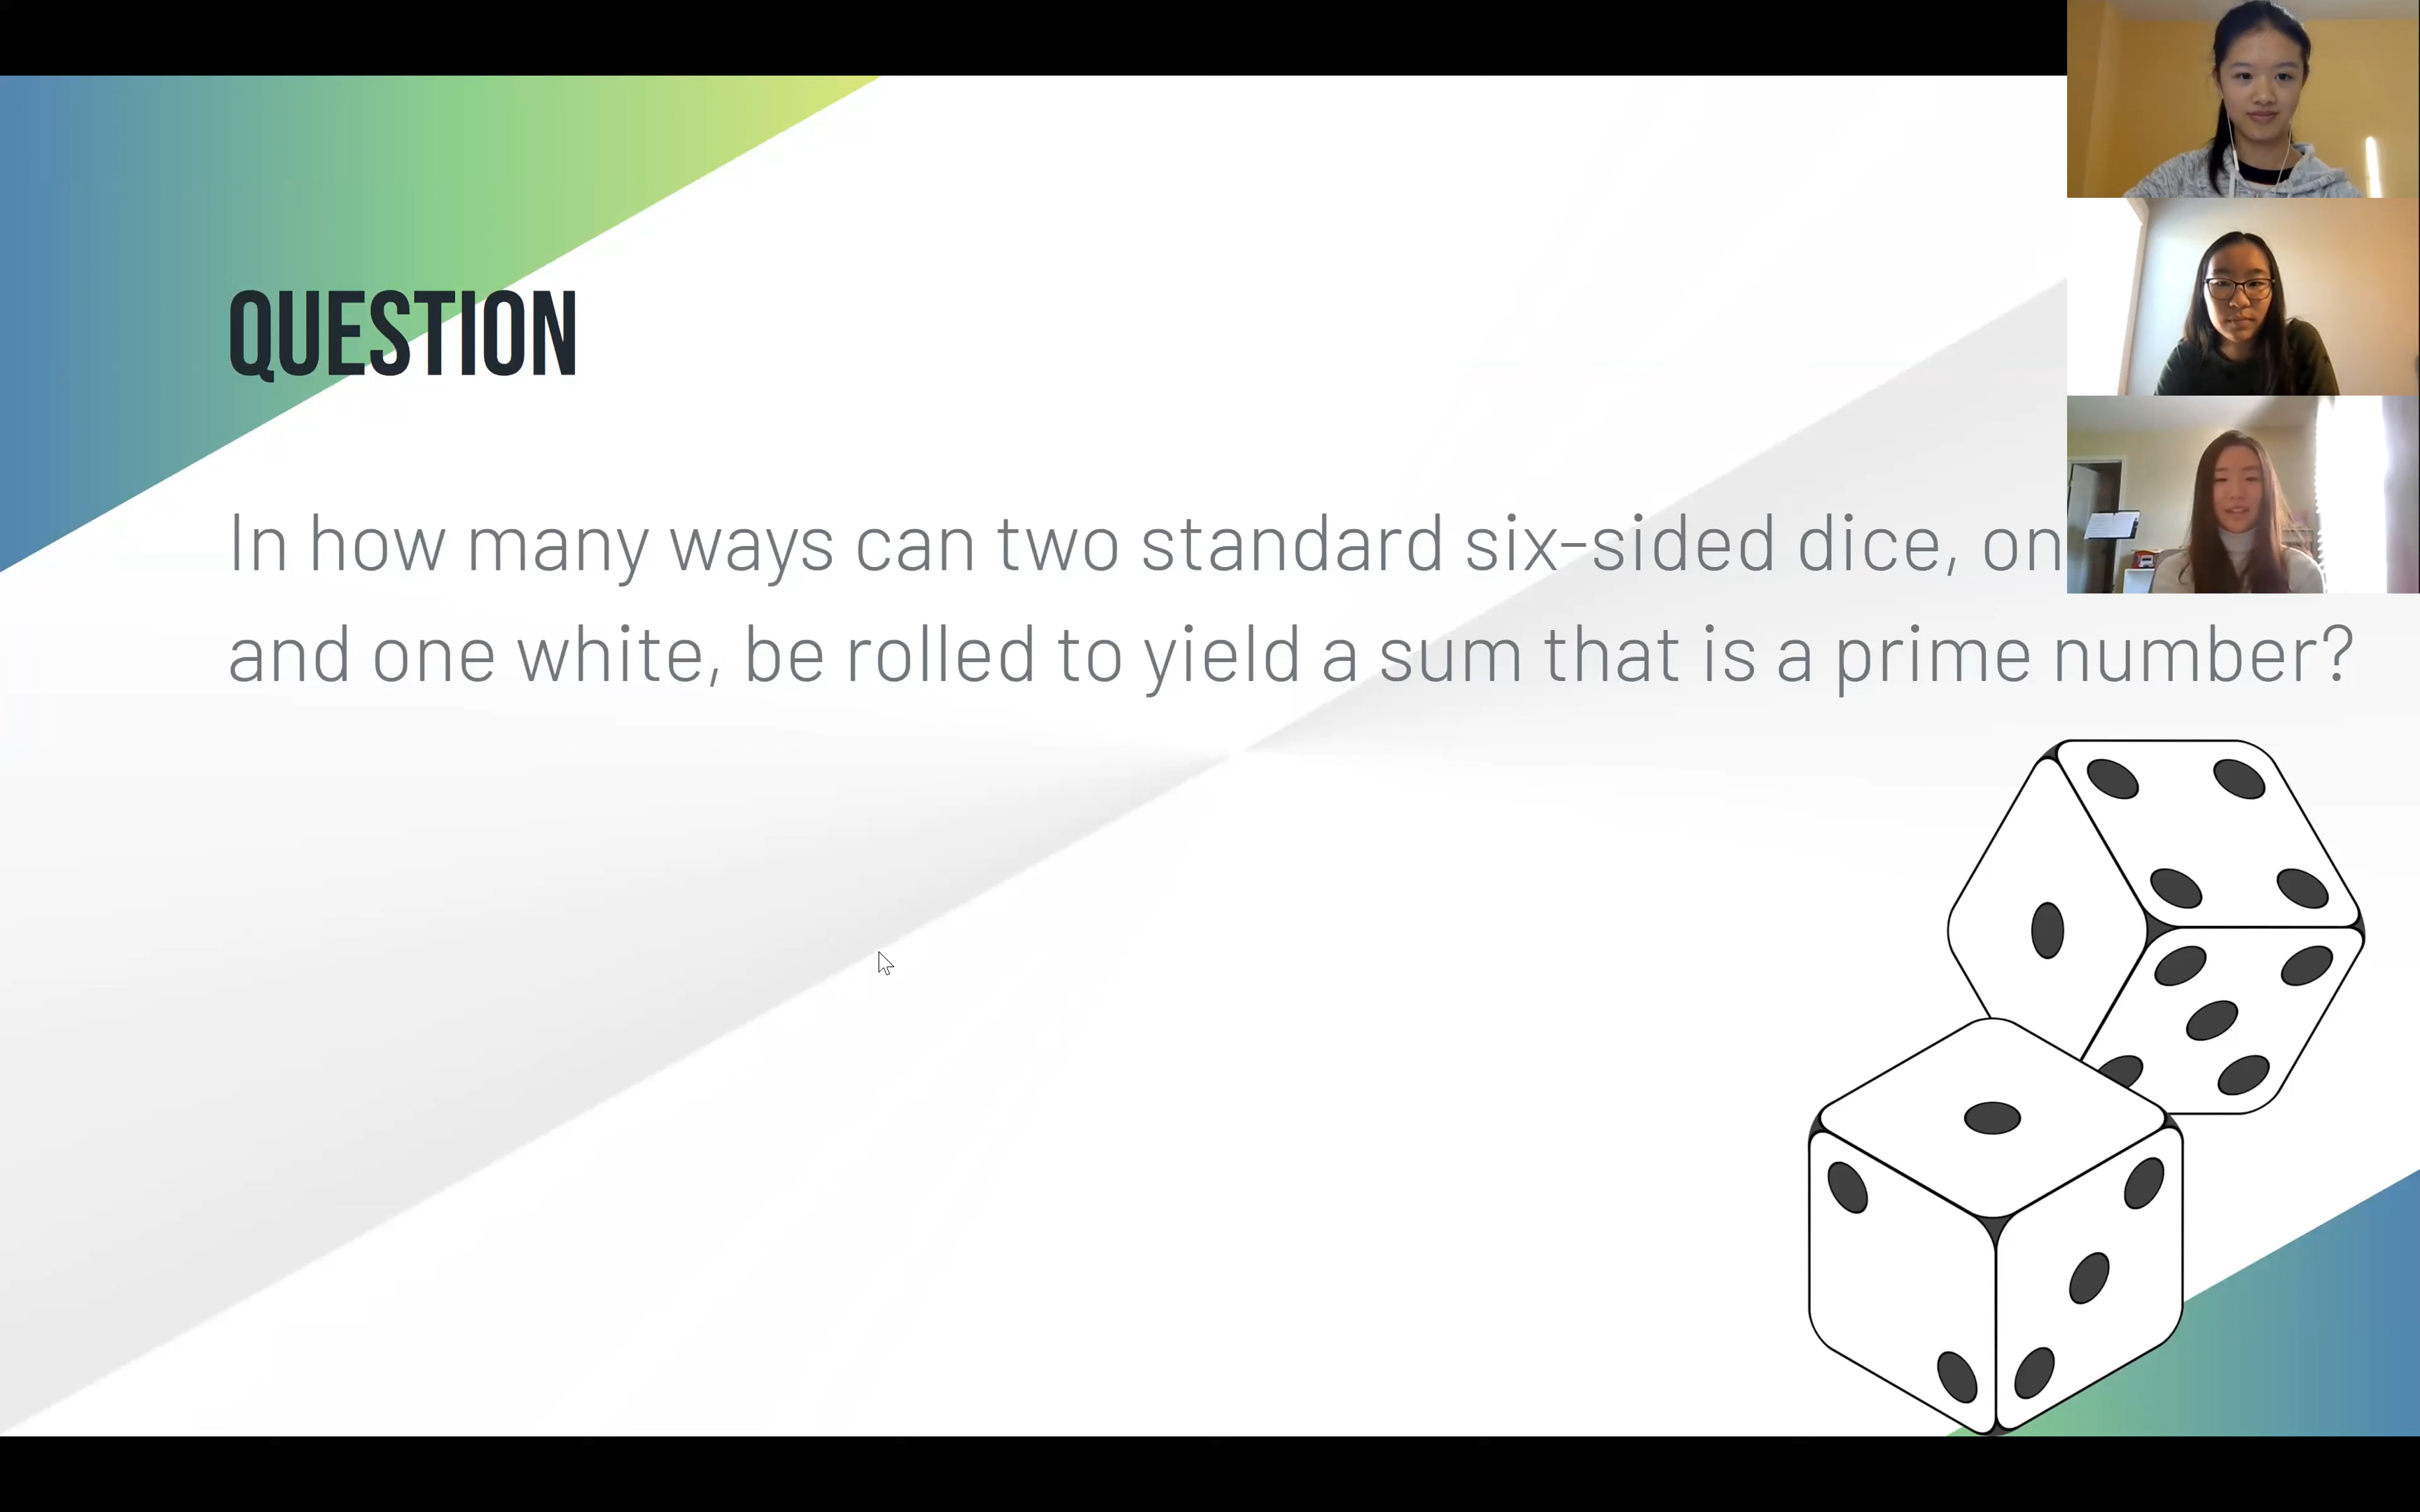 QUESTION
In how many ways can two standard six-sided dice,
and one white, be rolled to yield a sum that is a prime number?